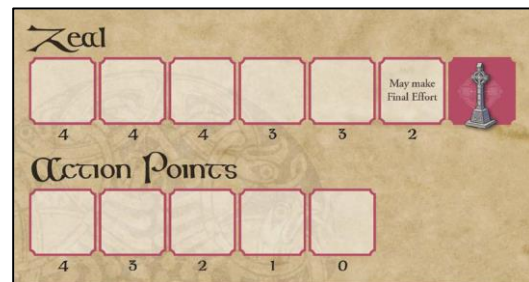 Zeal
May make
Final Effort
4 4 4 3 3 2
Action Points
4 3 2 1 0